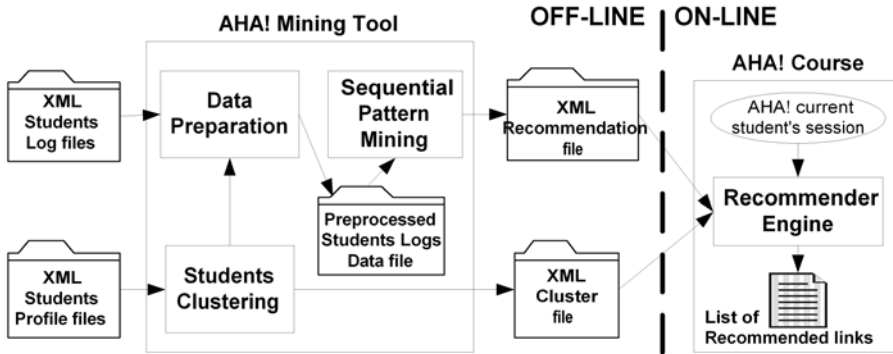 AHA! Mining Tool
OFF-LINE
ON-LINE
XML
Students
Log files
Data
Preparation
Sequential
Pattern
Mining
XML
Recommendation
file
AHA! Course
AHA! current
student's session
Recommender
Engine
Preprocessed
Students Logs
Data file
XML
Students
Profile files
Students
Clustering
XML
Cluster
file
List of
Recommended links